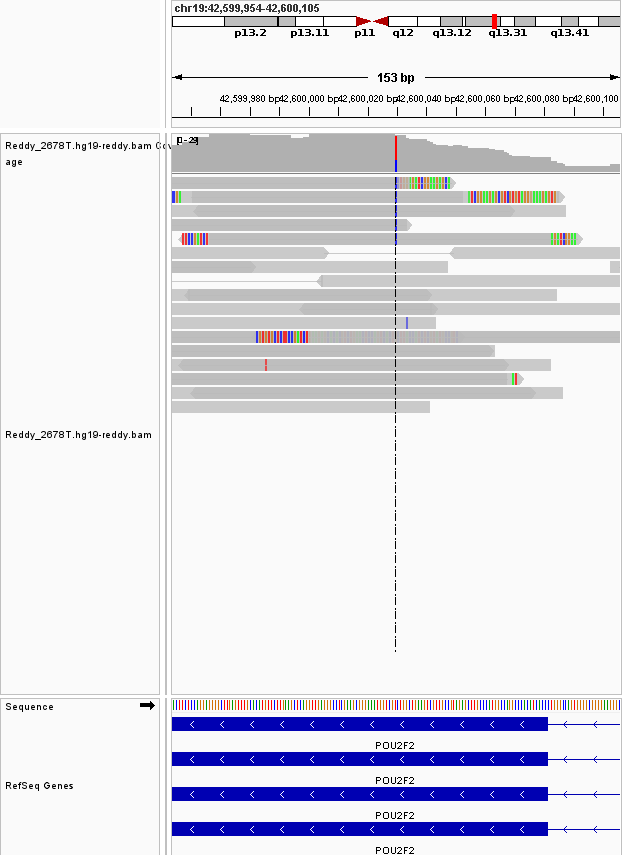 chr19:42,599,954-42,600,105
p13.2 p13.11 p11 q12 q13.12 q13.31 q13.41
153 bp
42,599,980 bp 42,600,000 bp 42,600,020 bp 42,600,040 bp 42,600,060 bp 42,600,080 bp 42,600,100
Reddy_2678T.hg19-reddy.bam Cov
age
[0-29]
Reddy_2678T.hg19-reddy.bam
Sequence
POU2F2
POU2F2
RefSeq Genes
POU2F2
POU2F2